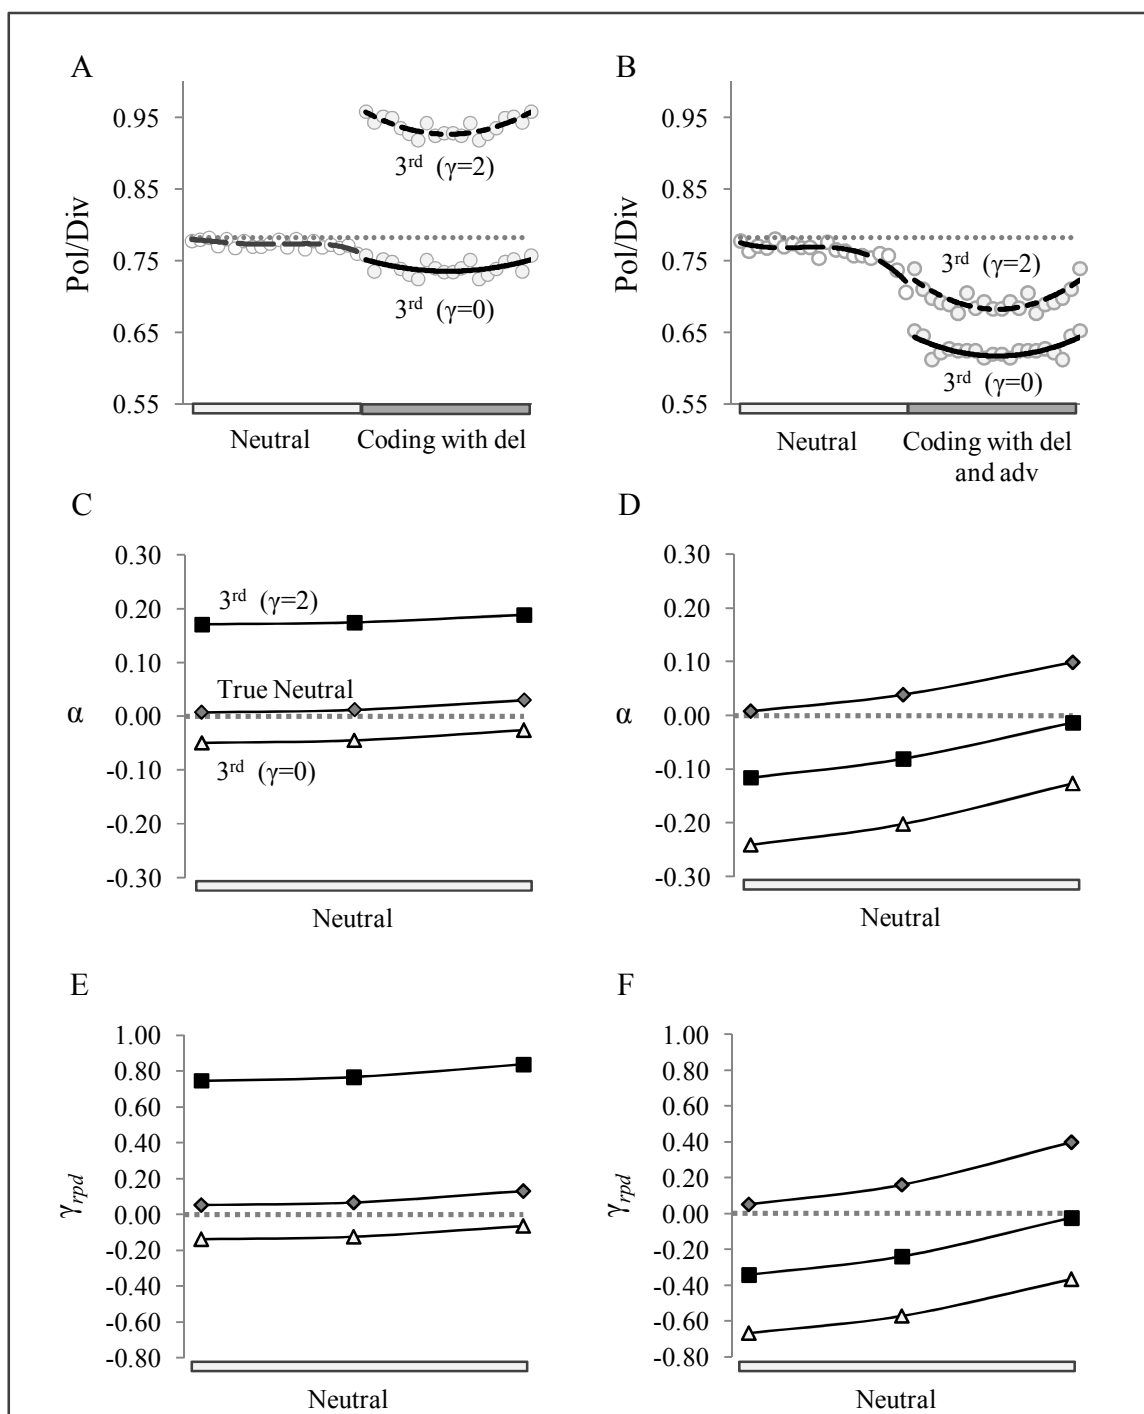 A
Pol/Div
0.95
0.85
0.75
0.65
0.55
3rd (γ=2)
3rd (γ=0)
Neutral
Coding with del
B
Pol/Div
0.95
0.85
0.75
0.65
0.55
3rd (γ=2)
3rd (γ=0)
Neutral
Coding with del
and adv
C
α
0.30
0.20
0.10
0.00
-0.10
-0.20
-0.30
3rd (γ=2)
True Neutral
3rd (γ=0)
Neutral
D
α
0.30
0.20
0.10
0.00
-0.10
-0.20
-0.30
Neutral
E
γrpd
1.00
0.80
0.60
0.40
0.20
0.00
-0.20
-0.40
-0.60
-0.80
Neutral
F
γrpd
1.00
0.80
0.60
0.40
0.20
0.00
-0.20
-0.40
-0.60
-0.80
Neutral